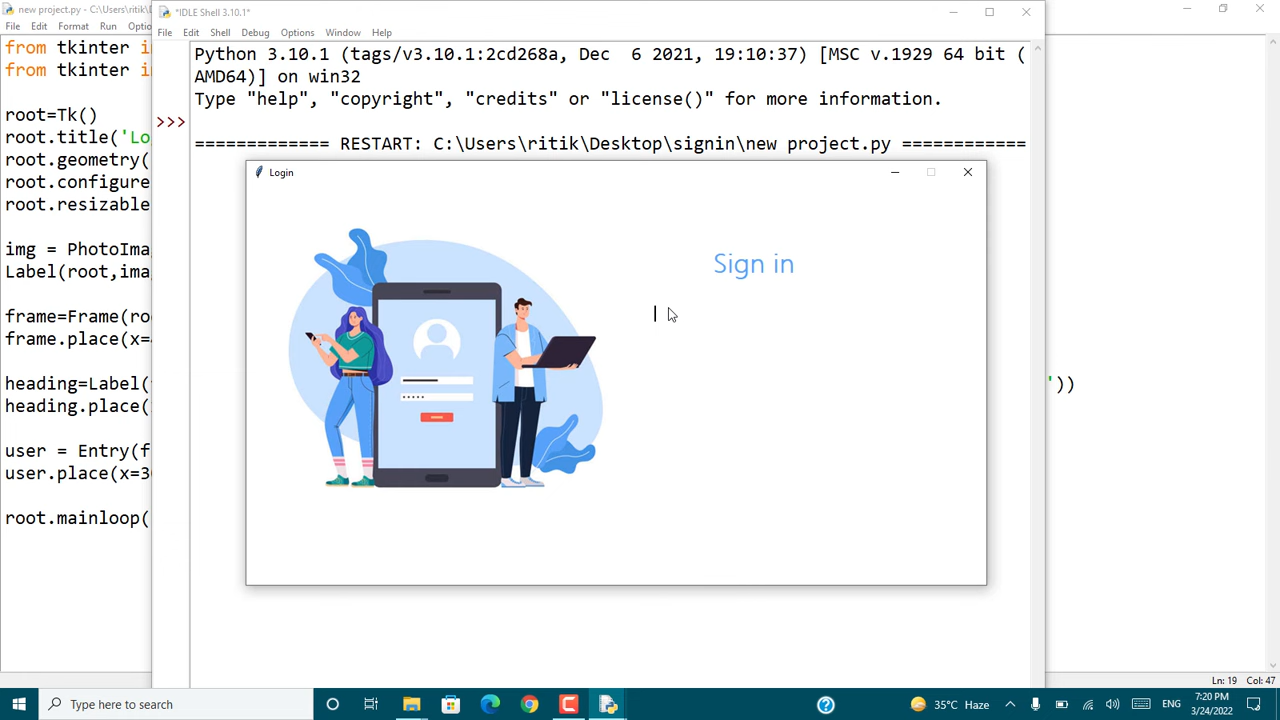 new project.py - C:\Users\ritik\D
File Edit Format Run Optio
from tkinter i
from tkinter i
root=Tk()
root.title('Lo
root.geometry(
root.configure
root.resizable
img = PhotoIma
Label(root,ima
frame=Frame(ro
frame.place(x=
heading=Label(
heading.place(
user = Entry(f
user.place(x=3
root.mainloop(
'))
*IDLE Shell 3.10.1*
File Edit Shell Debug Options Window Help
Python 3.10.1 (tags/v3.10.1:2cd268a, Dec  6 2021, 19:10:37) [MSC v.1929 64 bit (
AMD64)] on win32
Type "help", "copyright", "credits" or "license()" for more information.
>>>
============= RESTART: C:\Users\ritik\Desktop\signin\new project.py ============
Login
Sign in
Ln: 19 Col: 47
Type here to search
35°C Haze
ENG
7:20 PM
3/24/2022